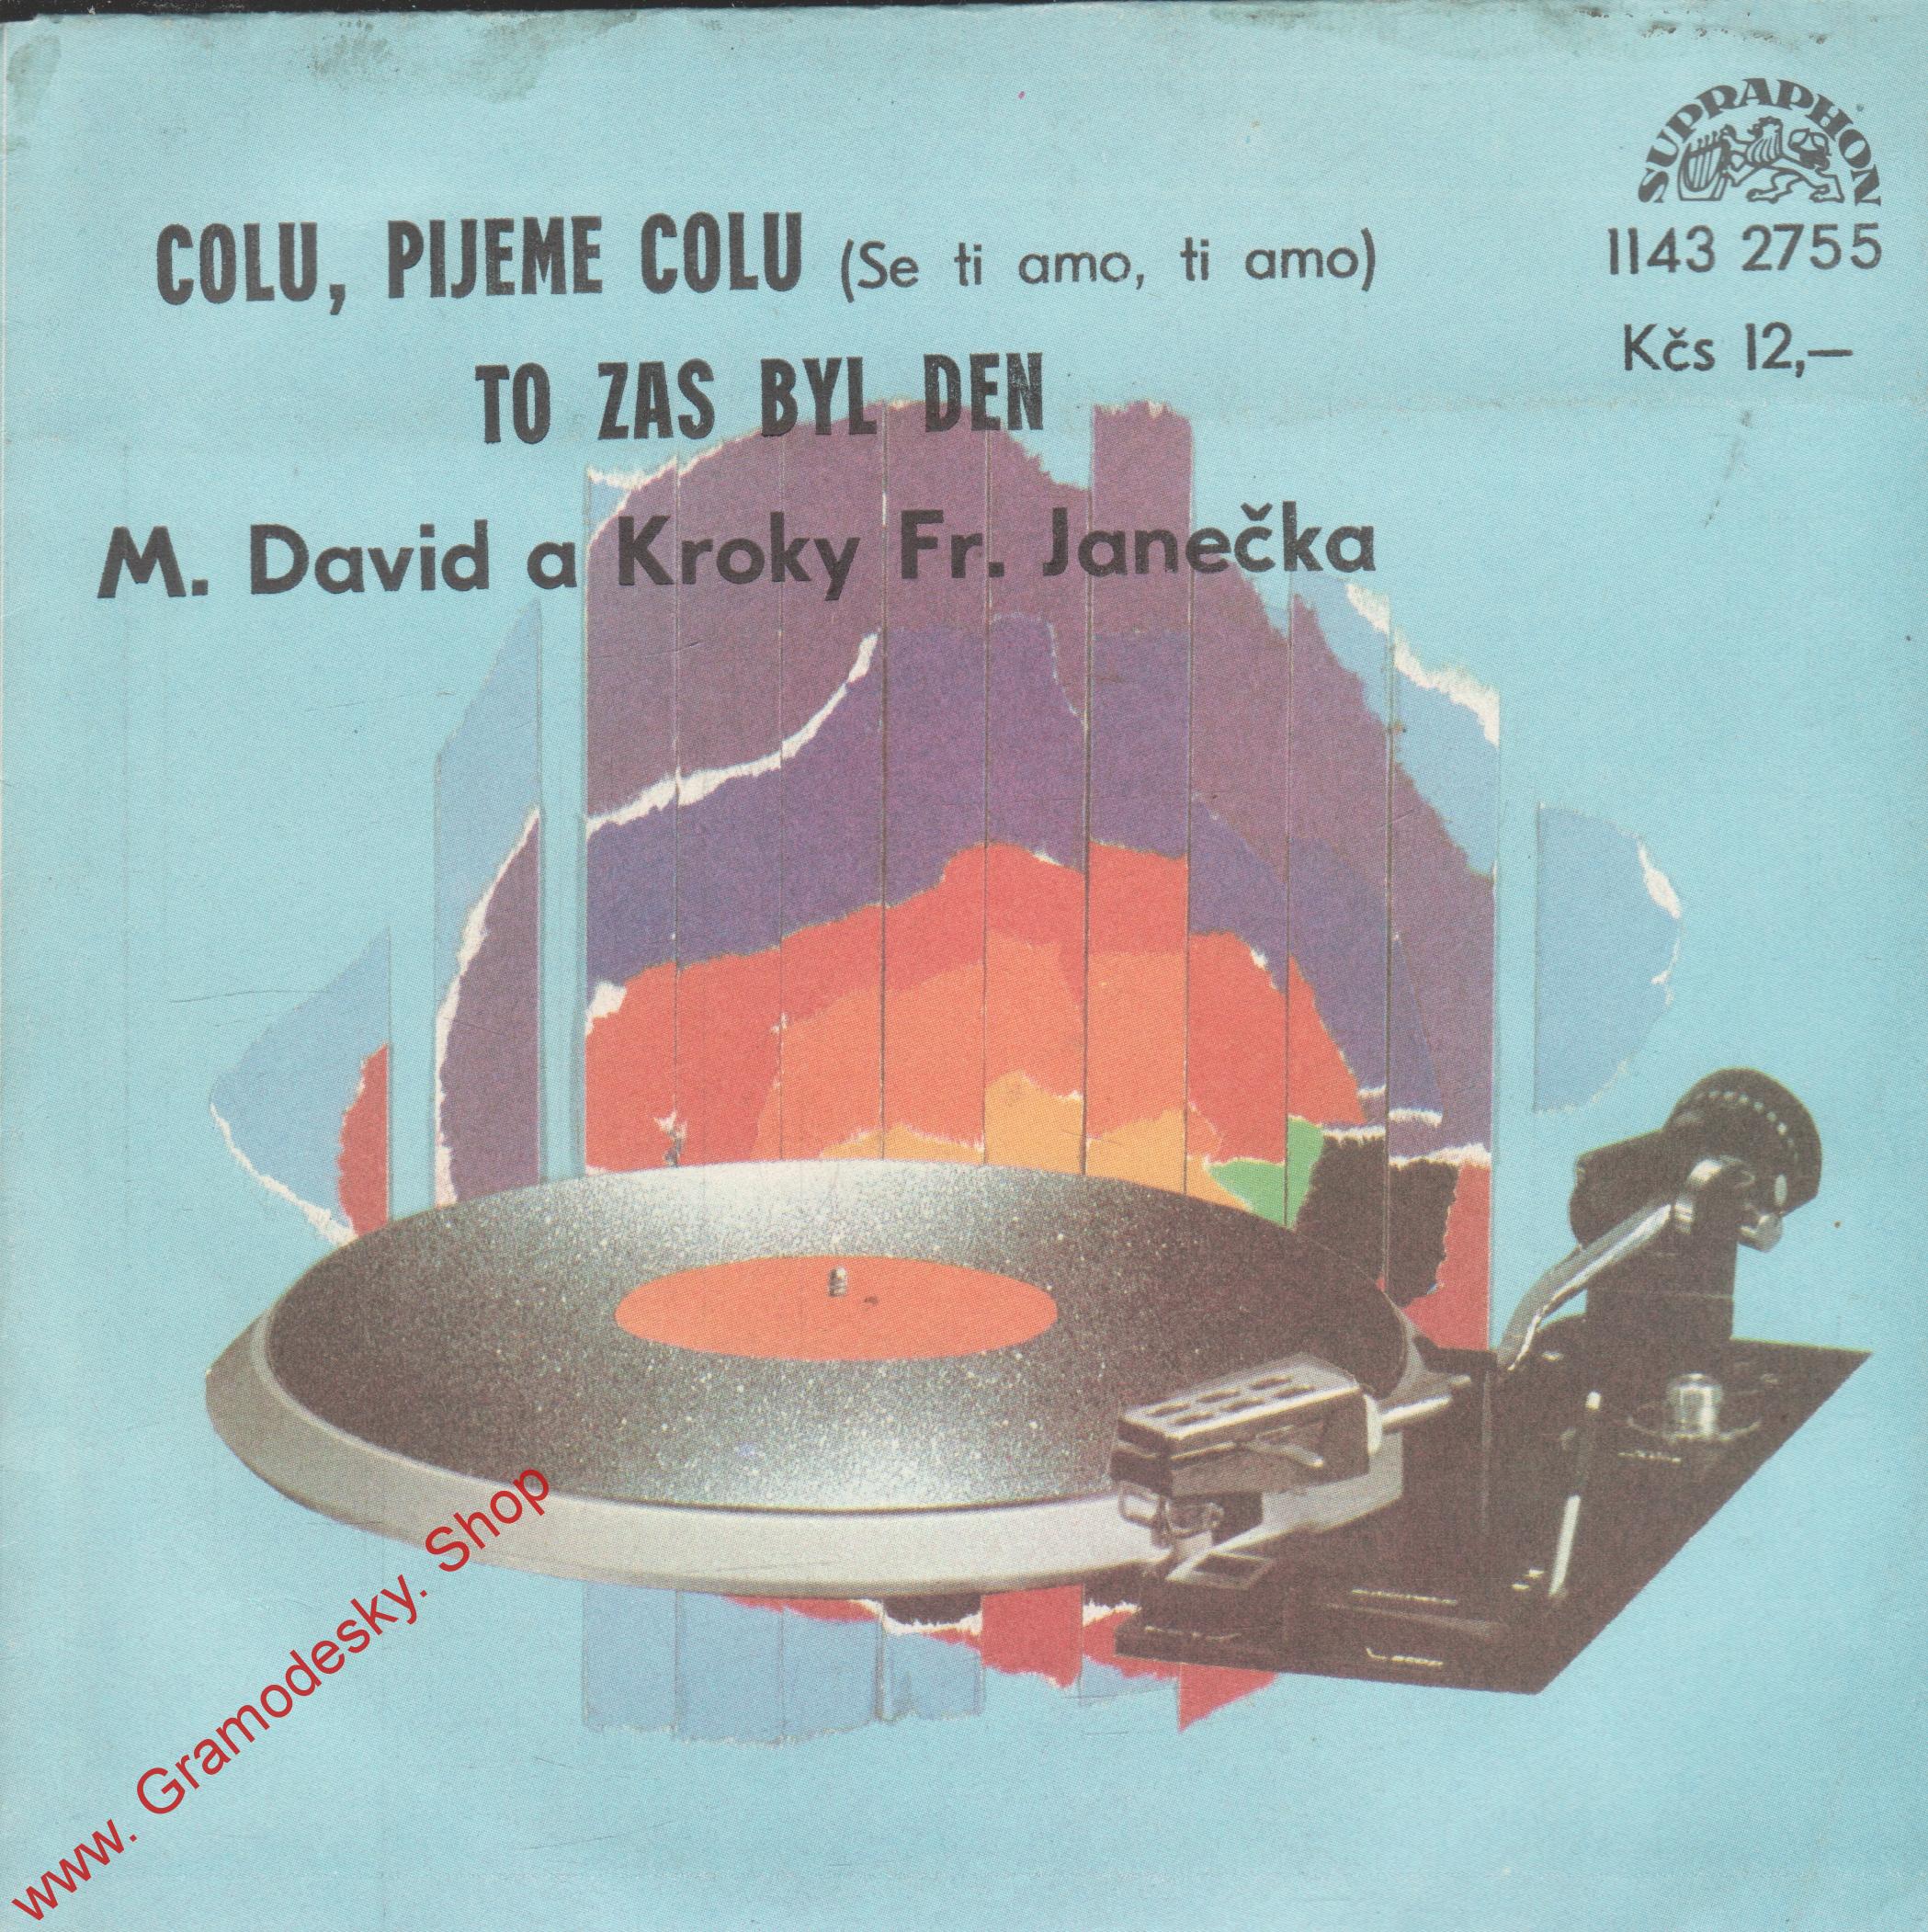 SUPRAPHON
COLU, PIJEME COLU (Se ti amo, ti amo)
1143 2755
TO ZAS BYL DEN
Kčs 12,—
M. David a Kroky Fr. Janečka
www. Gramodesky. Shop